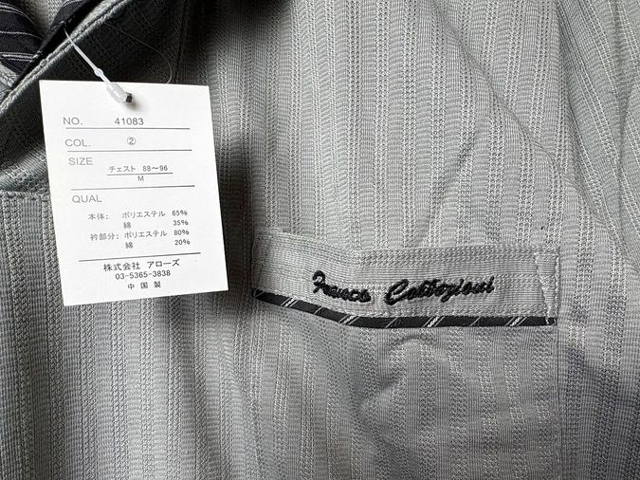 NO. 41083
COL. ②
SIZE
チェスト 88〜96
M
QUAL
本体: ポリエステル 65%
綿 35%
衿部分: ポリエステル 80%
綿 20%
株式会社 アローズ
03-5365-3838
中国製
Franco Collezioni